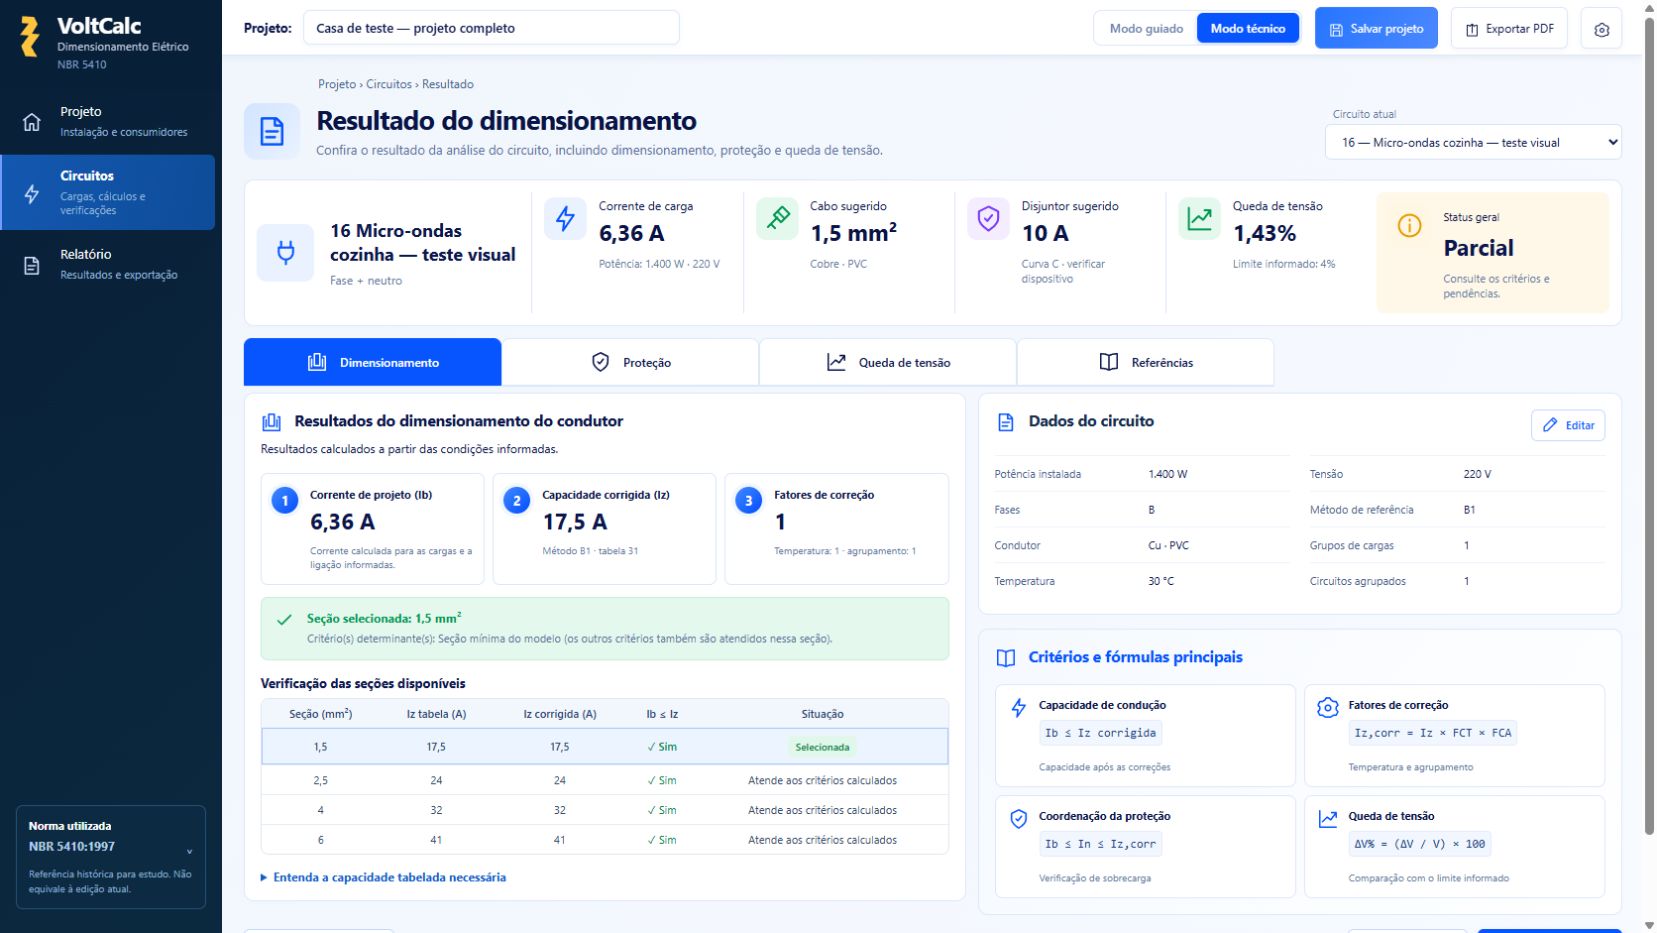 VoltCalc
Dimensionamento Elétrico
NBR 5410
Projeto
Instalação e consumidores
Circuitos
Cargas, cálculos e
verificações
Relatório
Resultados e exportação
Norma utilizada
NBR 5410:1997
Referência histórica para estudo. Não
equivale à edição atual.
Projeto:
Casa de teste — projeto completo
Modo guiado
Modo técnico
Salvar projeto
Exportar PDF
Projeto › Circuitos › Resultado
Resultado do dimensionamento
Confira o resultado da análise do circuito, incluindo dimensionamento, proteção e queda de tensão.
Circuito atual
16 — Micro-ondas cozinha — teste visual
16 Micro-ondas
cozinha — teste visual
Fase + neutro
Corrente de carga
6,36 A
Potência: 1.400 W · 220 V
Cabo sugerido
1,5 mm²
Cobre · PVC
Disjuntor sugerido
10 A
Curva C · verificar
dispositivo
Queda de tensão
1,43%
Limite informado: 4%
Status geral
Parcial
Consulte os critérios e
pendências.
Dimensionamento
Proteção
Queda de tensão
Referências
Resultados do dimensionamento do condutor
Resultados calculados a partir das condições informadas.
1
Corrente de projeto (Ib)
6,36 A
Corrente calculada para as cargas e a
ligação informadas.
2
Capacidade corrigida (Iz)
17,5 A
Método B1 · tabela 31
3
Fatores de correção
1
Temperatura: 1 · agrupamento: 1
Seção selecionada: 1,5 mm²
Critério(s) determinante(s): Seção mínima do modelo (os outros critérios também são atendidos nessa seção).
Verificação das seções disponíveis
Seção (mm²) Iz tabela (A) Iz corrigida (A) Ib ≤ Iz Situação
1,5 17,5 17,5 ✓ Sim Selecionada
2,5 24 24 ✓ Sim Atende aos critérios calculados
4 32 32 ✓ Sim Atende aos critérios calculados
6 41 41 ✓ Sim Atende aos critérios calculados
▶ Entenda a capacidade tabelada necessária
Dados do circuito
Editar
Potência instalada 1.400 W Tensão 220 V
Fases B Método de referência B1
Condutor Cu · PVC Grupos de cargas 1
Temperatura 30 °C Circuitos agrupados 1
Critérios e fórmulas principais
Capacidade de condução
Ib ≤ Iz corrigida
Capacidade após as correções
Fatores de correção
Iz,corr = Iz × FCT × FCA
Temperatura e agrupamento
Coordenação da proteção
Ib ≤ In ≤ Iz,corr
Verificação de sobrecarga
Queda de tensão
ΔV% = (ΔV / V) × 100
Comparação com o limite informado